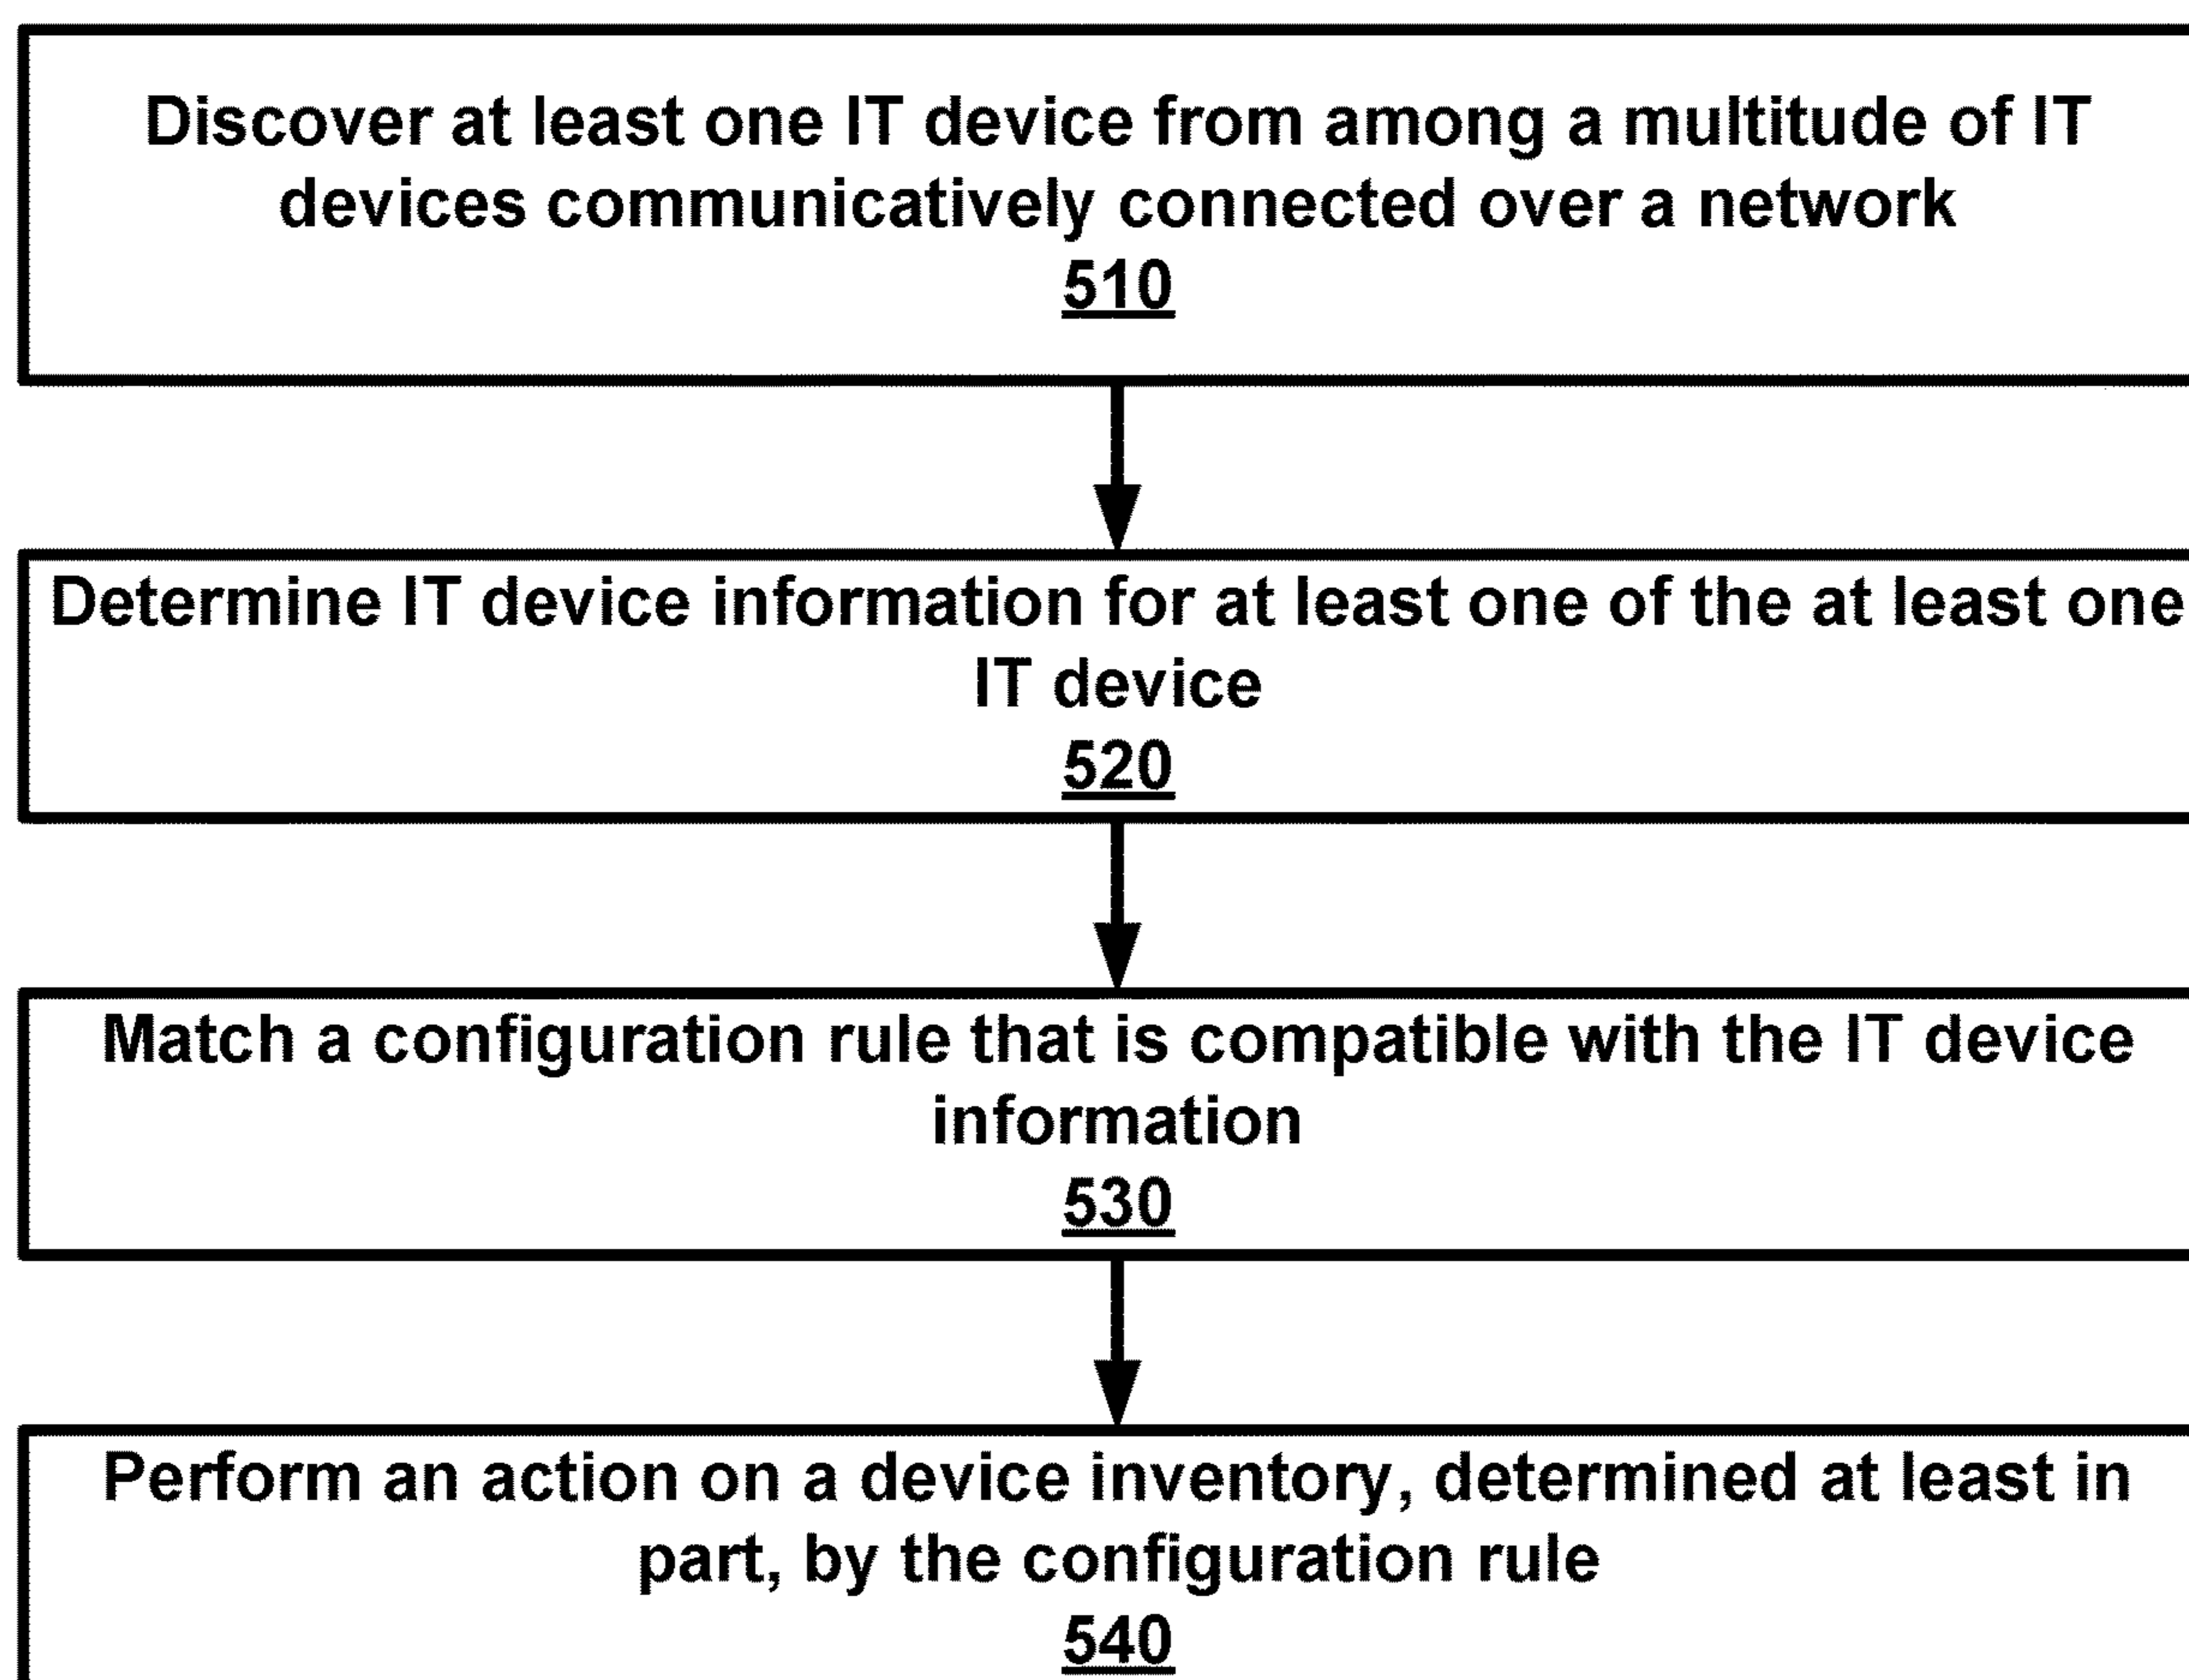 Discover at least one IT device from among a multitude of IT
devices communicatively connected over a network
510
Determine IT device information for at least one of the at least one
IT device
520
Match a configuration rule that is compatible with the IT device
information
530
Perform an action on a device inventory, determined at least in
part, by the configuration rule
540